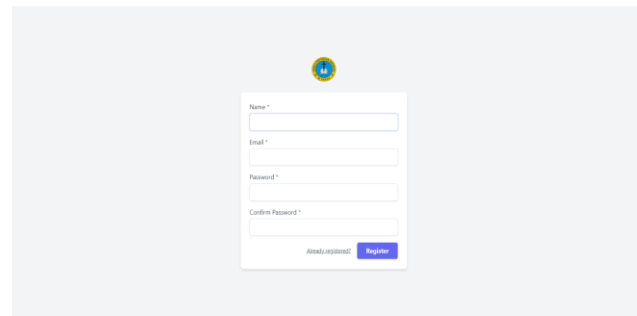 Name *
Email *
Password *
Confirm Password *
Already registered? Register